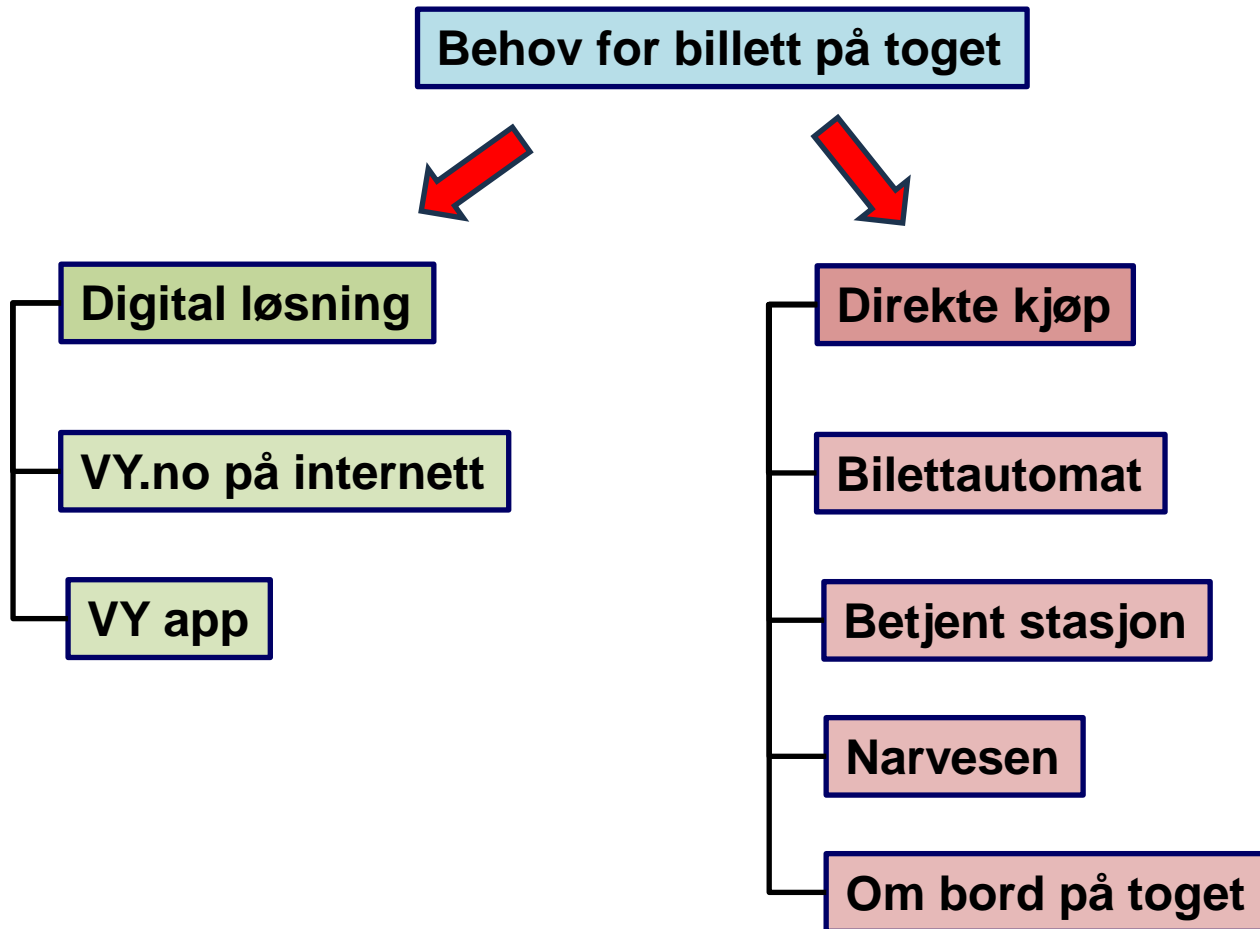 Behov for billett på toget
Digital løsning
VY.no på internett
VY app
Direkte kjøp
Bilettautomat
Betjent stasjon
Narvesen
Om bord på toget